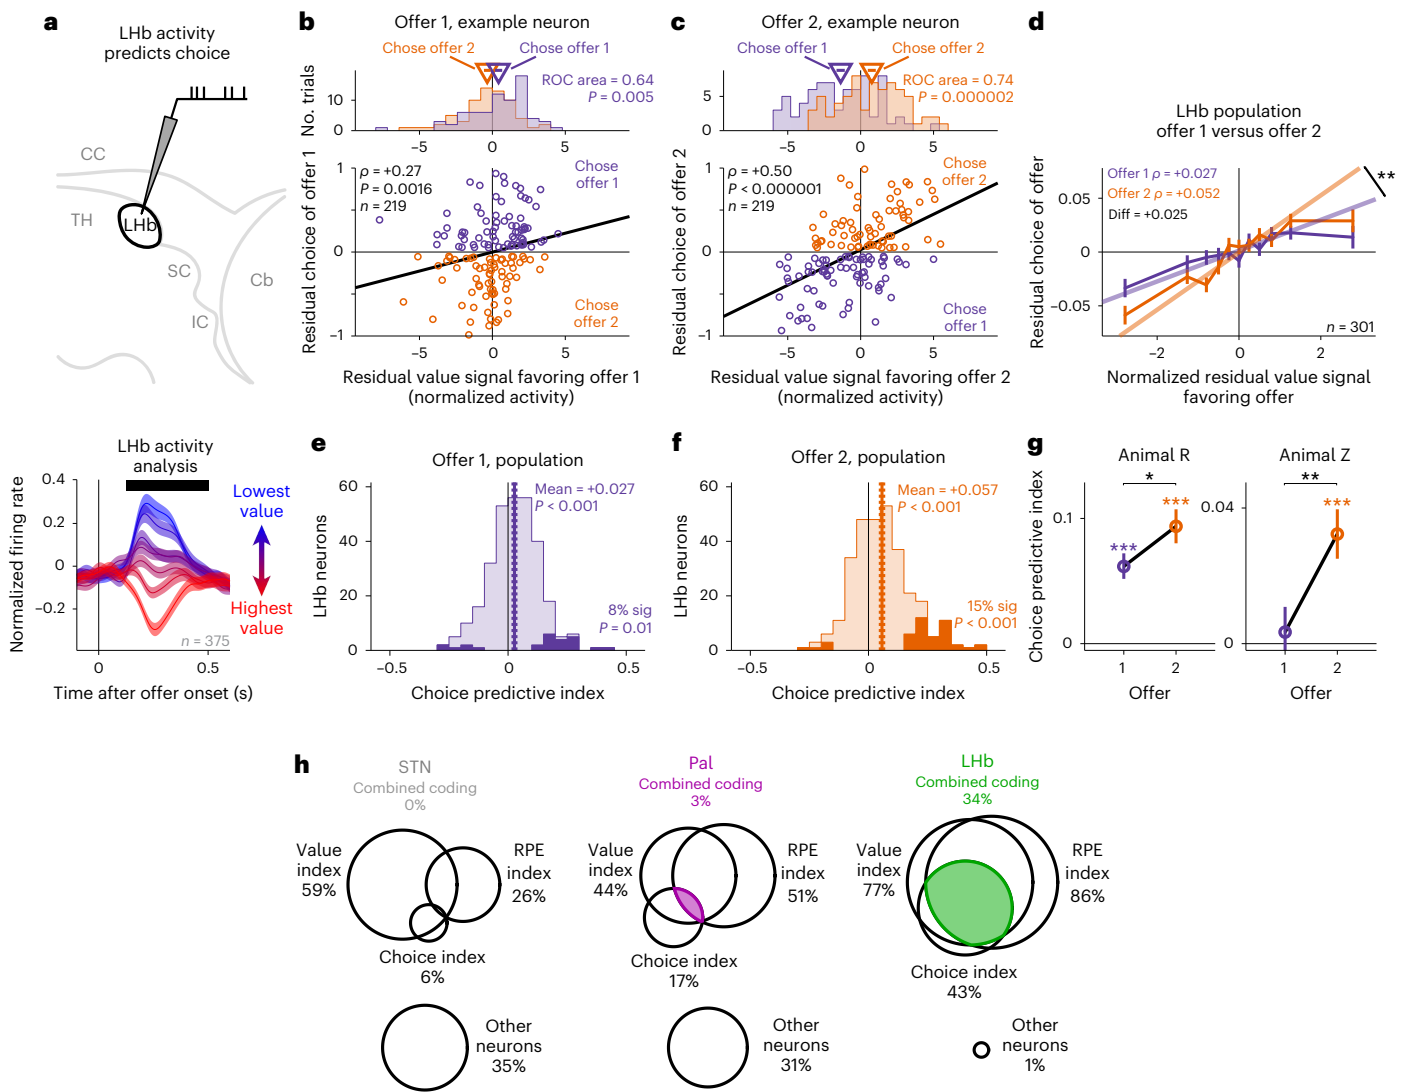 a
LHb activity
predicts choice
CC
TH
LHb
SC
Cb
IC
LHb activity
analysis
Normalized firing rate
0.4
0.2
0
−0.2
Lowest
value
Highest
value
n = 375
0
0.5
Time after offer onset (s)
b
Offer 1, example neuron
Chose offer 2
Chose offer 1
ROC area = 0.64
P = 0.005
No. trials
10
0
−5
0
5
Residual choice of offer 1
1
0
−1
ρ = +0.27
P = 0.0016
n = 219
Chose
offer 1
Chose
offer 2
−5
0
5
Residual value signal favoring offer 1
(normalized activity)
c
Offer 2, example neuron
Chose offer 1
Chose offer 2
ROC area = 0.74
P = 0.000002
5
0
−5
0
5
Residual choice of offer 2
1
0
−1
ρ = +0.50
P < 0.000001
n = 219
Chose
offer 2
Chose
offer 1
−5
0
5
Residual value signal favoring offer 2
(normalized activity)
d
LHb population
offer 1 versus offer 2
Offer 1 ρ = +0.027
Offer 2 ρ = +0.052
Diff = +0.025
**
Residual choice of offer
0.05
0
−0.05
n = 301
−2
0
2
Normalized residual value signal
favoring offer
e
Offer 1, population
LHb neurons
60
40
20
0
Mean = +0.027
P < 0.001
8% sig
P = 0.01
−0.5
0
0.5
Choice predictive index
f
Offer 2, population
LHb neurons
60
40
20
0
Mean = +0.057
P < 0.001
15% sig
P < 0.001
−0.5
0
0.5
Choice predictive index
g
Animal R
Animal Z
Choice predictive index
0.1
0
*
***
***
1
2
Offer
0.04
0
**
***
1
2
Offer
h
STN
Combined coding
0%
Value
index
59%
RPE
index
26%
Choice index
6%
Other
neurons
35%
Pal
Combined coding
3%
Value
index
44%
RPE
index
51%
Choice index
17%
Other
neurons
31%
LHb
Combined coding
34%
Value
index
77%
RPE
index
86%
Choice index
43%
Other
neurons
1%